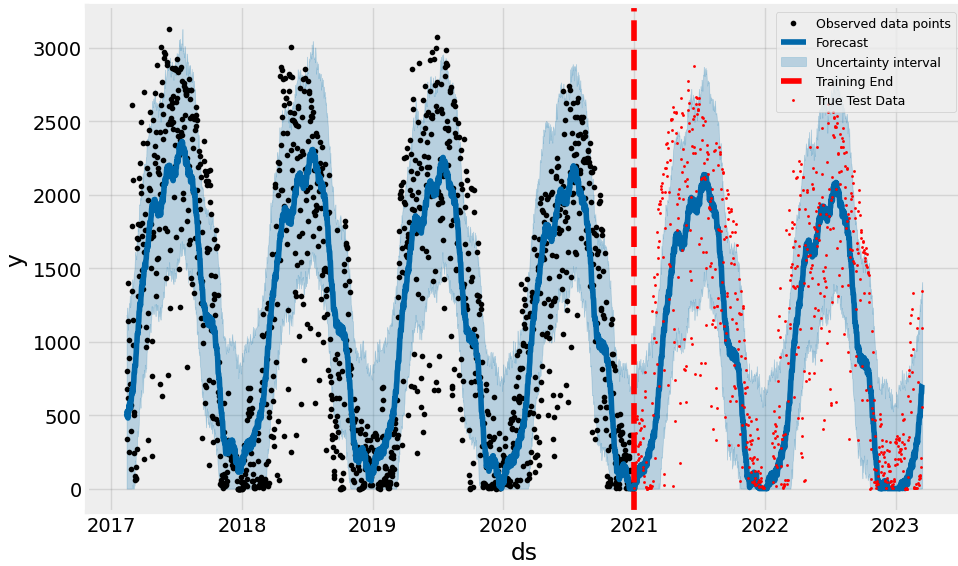 Observed data points
Forecast
Uncertainty interval
Training End
True Test Data
3000
2500
2000
1500
1000
500
0
y
2017 2018 2019 2020 2021 2022 2023
ds